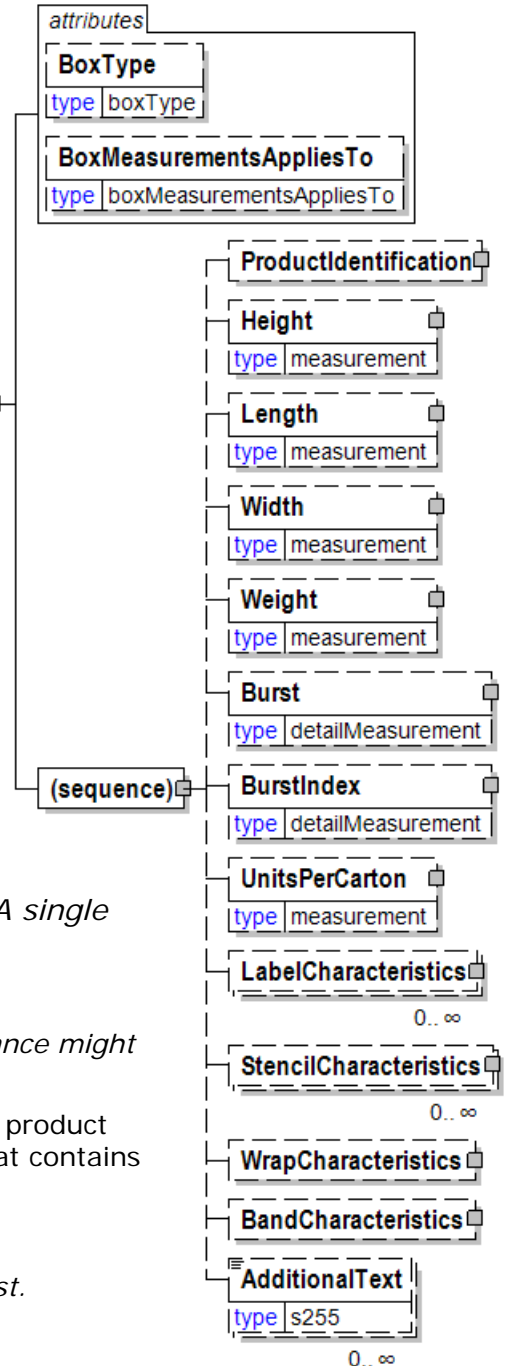 attributes
BoxType
type boxType
BoxMeasurementsAppliesTo
type boxMeasurementsAppliesTo
ProductIdentification
Height
type measurement
Length
type measurement
Width
type measurement
Weight
type measurement
Burst
type detailMeasurement
(sequence)
BurstIndex
type detailMeasurement
UnitsPerCarton
type measurement
A single
LabelCharacteristics
0.. ∞
ance might
StencilCharacteristics
0.. ∞
product
at contains
WrapCharacteristics
BandCharacteristics
st.
AdditionalText
type s255
0.. ∞